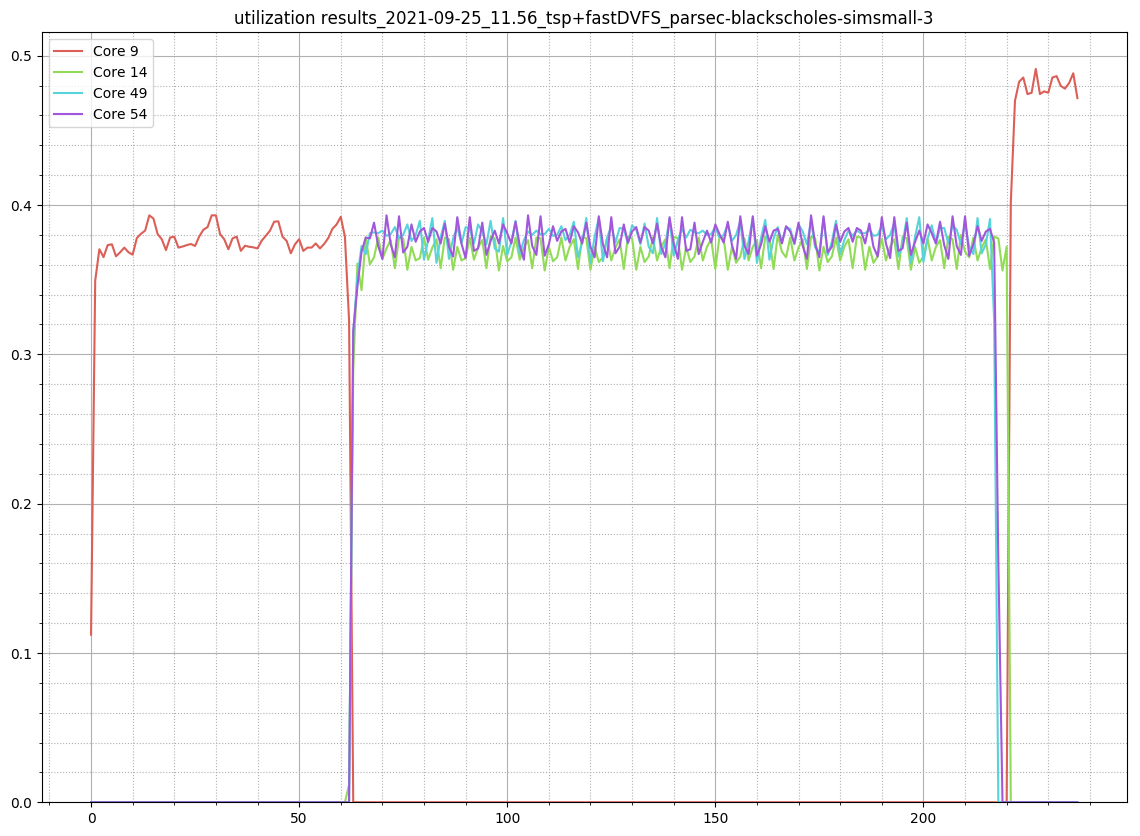 utilization results_2021-09-25_11.56_tsp+fastDVFS_parsec-blackscholes-simsmall-3
Core 9
Core 14
Core 49
Core 54
0.5
0.4
0.3
0.2
0.1
0.0
0 50 100 150 200